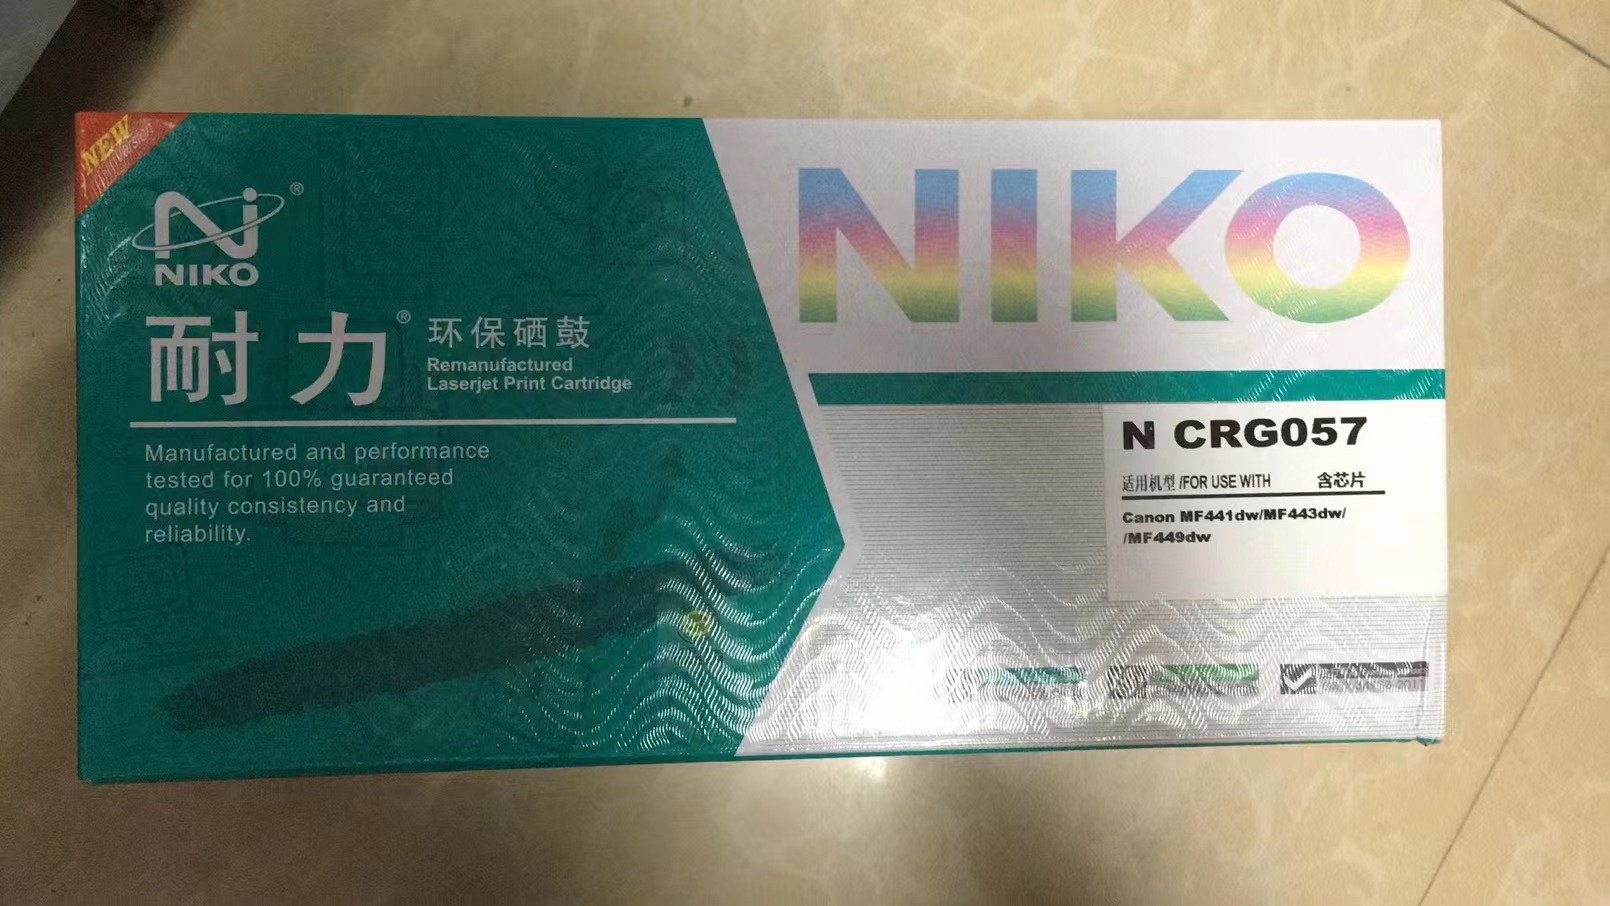 NEW
Version
NIKO
®
耐力®
环保硒鼓
Remanufactured
Laserjet Print Cartridge
Manufactured and performance
tested for 100% guaranteed
quality consistency and
reliability.
NIKO
N CRG057
适用机型/FOR USE WITH 含芯片
Canon MF441dw/MF443dw/
/MF449dw